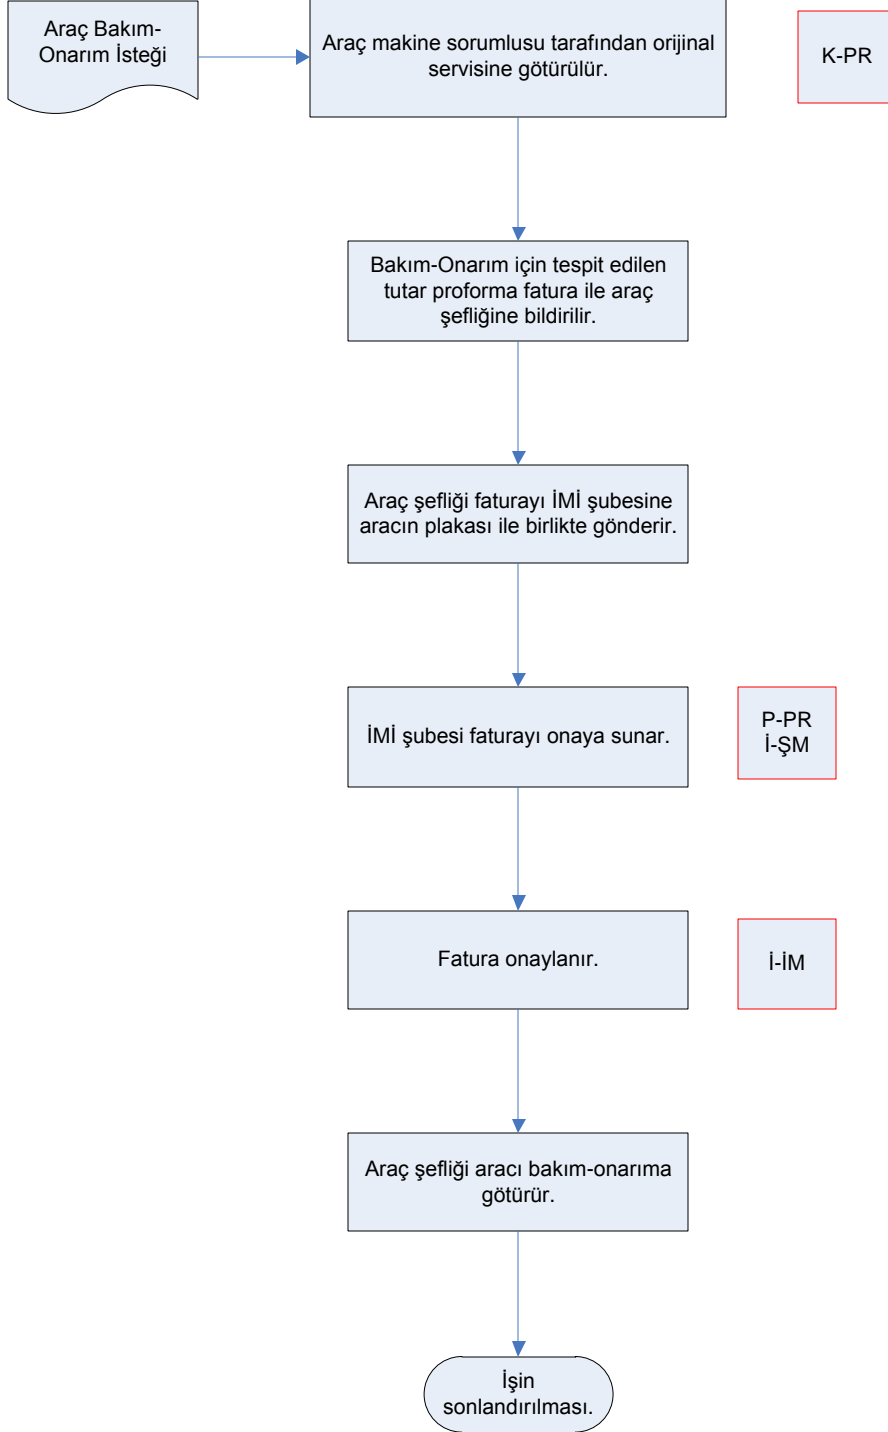 Araç Bakım-
Onarım İsteği
Araç makine sorumlusu tarafından orijinal
servisine götürülür.
K-PR
Bakım-Onarım için tespit edilen
tutar proforma fatura ile araç
şefliğine bildirilir.
Araç şefliği faturayı İMİ şubesine
aracın plakası ile birlikte gönderir.
İMİ şubesi faturayı onaya sunar.
P-PR
İ-ŞM
Fatura onaylanır.
İ-İM
Araç şefliği aracı bakım-onarıma
götürür.
İşin
sonlandırılması.